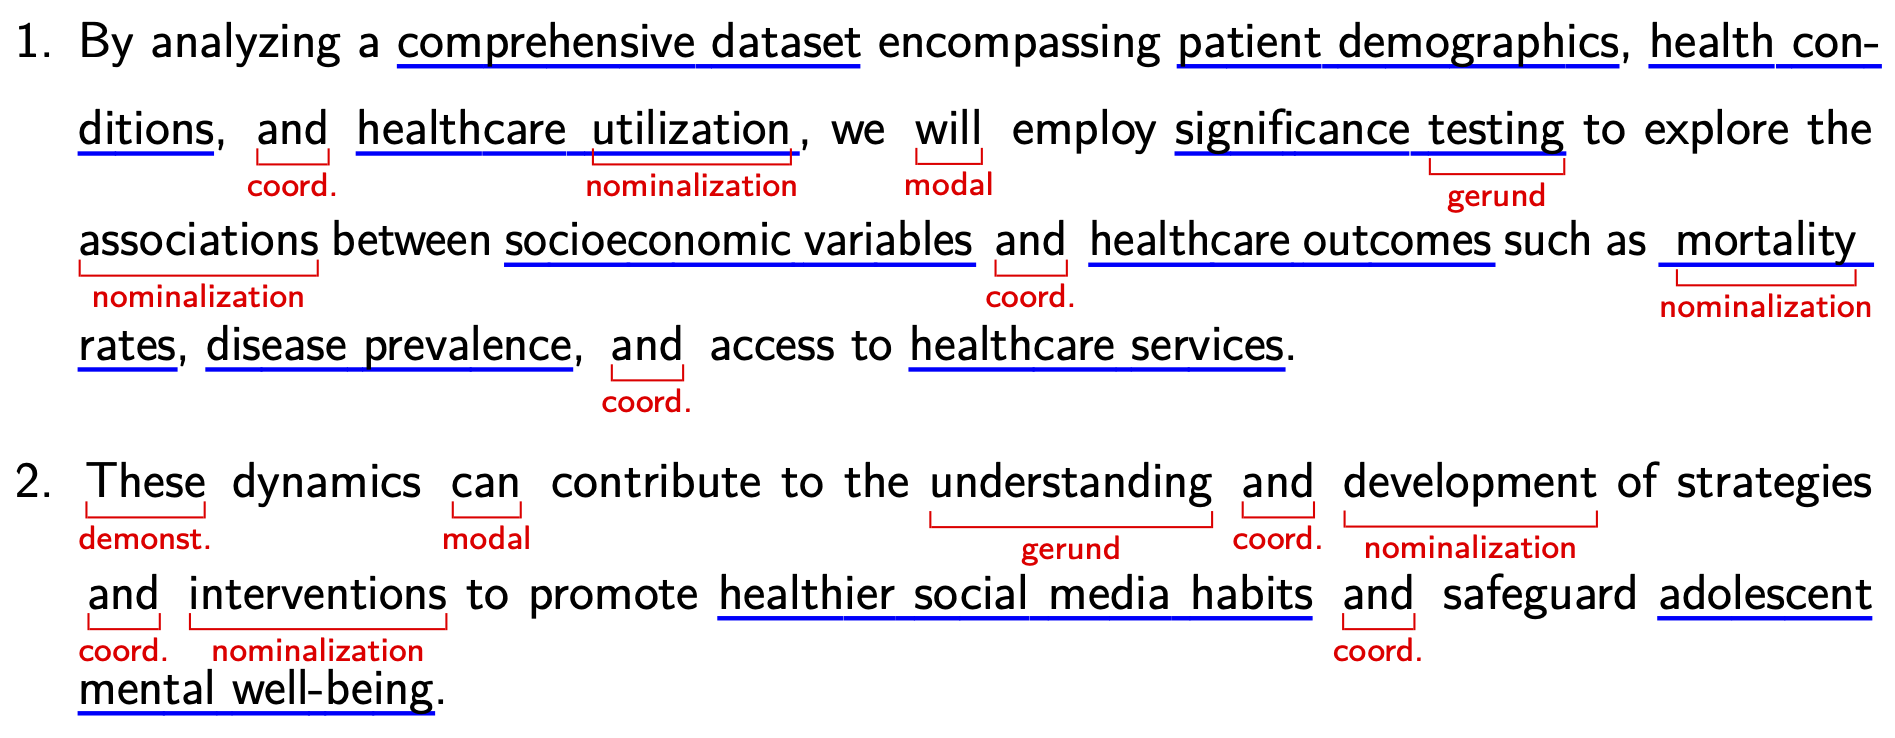 1. By analyzing a comprehensive dataset encompassing patient demographics, health con-
ditions, and healthcare utilization, we will employ significance testing to explore the
coord. nominalization modal gerund
associations between socioeconomic variables and healthcare outcomes such as mortality
nominalization coord. nominalization
rates, disease prevalence, and access to healthcare services.
coord.
2. These dynamics can contribute to the understanding and development of strategies
demonst. modal gerund coord. nominalization
and interventions to promote healthier social media habits and safeguard adolescent
coord. nominalization coord.
mental well-being.